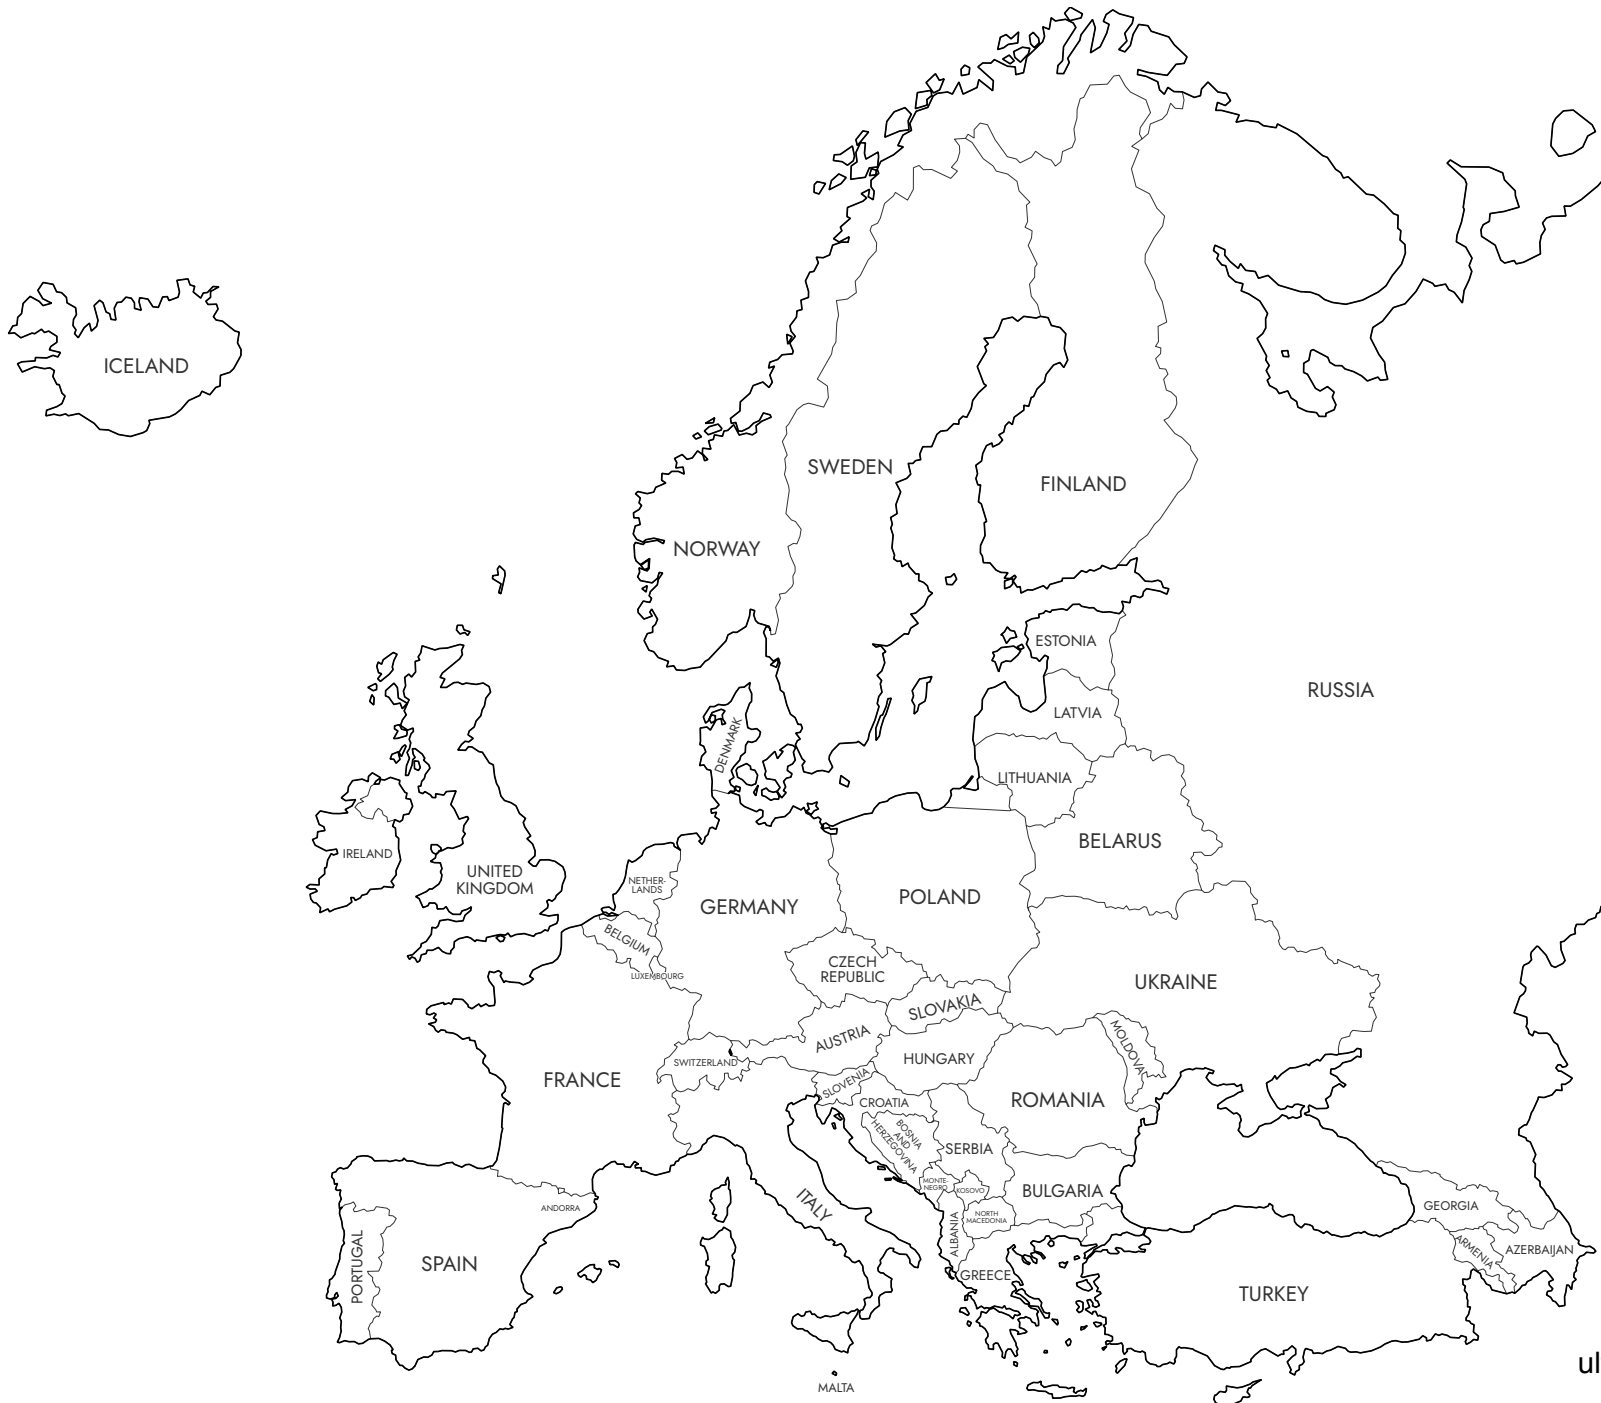 ICELAND
SWEDEN
FINLAND
NORWAY
ESTONIA
RUSSIA
LATVIA
DENMARK
LITHUANIA
BELARUS
IRELAND
UNITED
KINGDOM
NETHER-
LANDS
GERMANY
POLAND
BELGIUM
LUXEMBOURG
CZECH
REPUBLIC
UKRAINE
SLOVAKIA
AUSTRIA
MOLDOVA
HUNGARY
SWITZERLAND
FRANCE
SLOVENIA
CROATIA
ROMANIA
BOSNIA
AND
HERZEGOVINA
SERBIA
MONTE-
NEGRO
KOSOVO
BULGARIA
ITALY
ANDORRA
GEORGIA
NORTH
MACEDONIA
ALBANIA
ARMENIA
AZERBAIJAN
PORTUGAL
SPAIN
GREECE
TURKEY
MALTA
ul